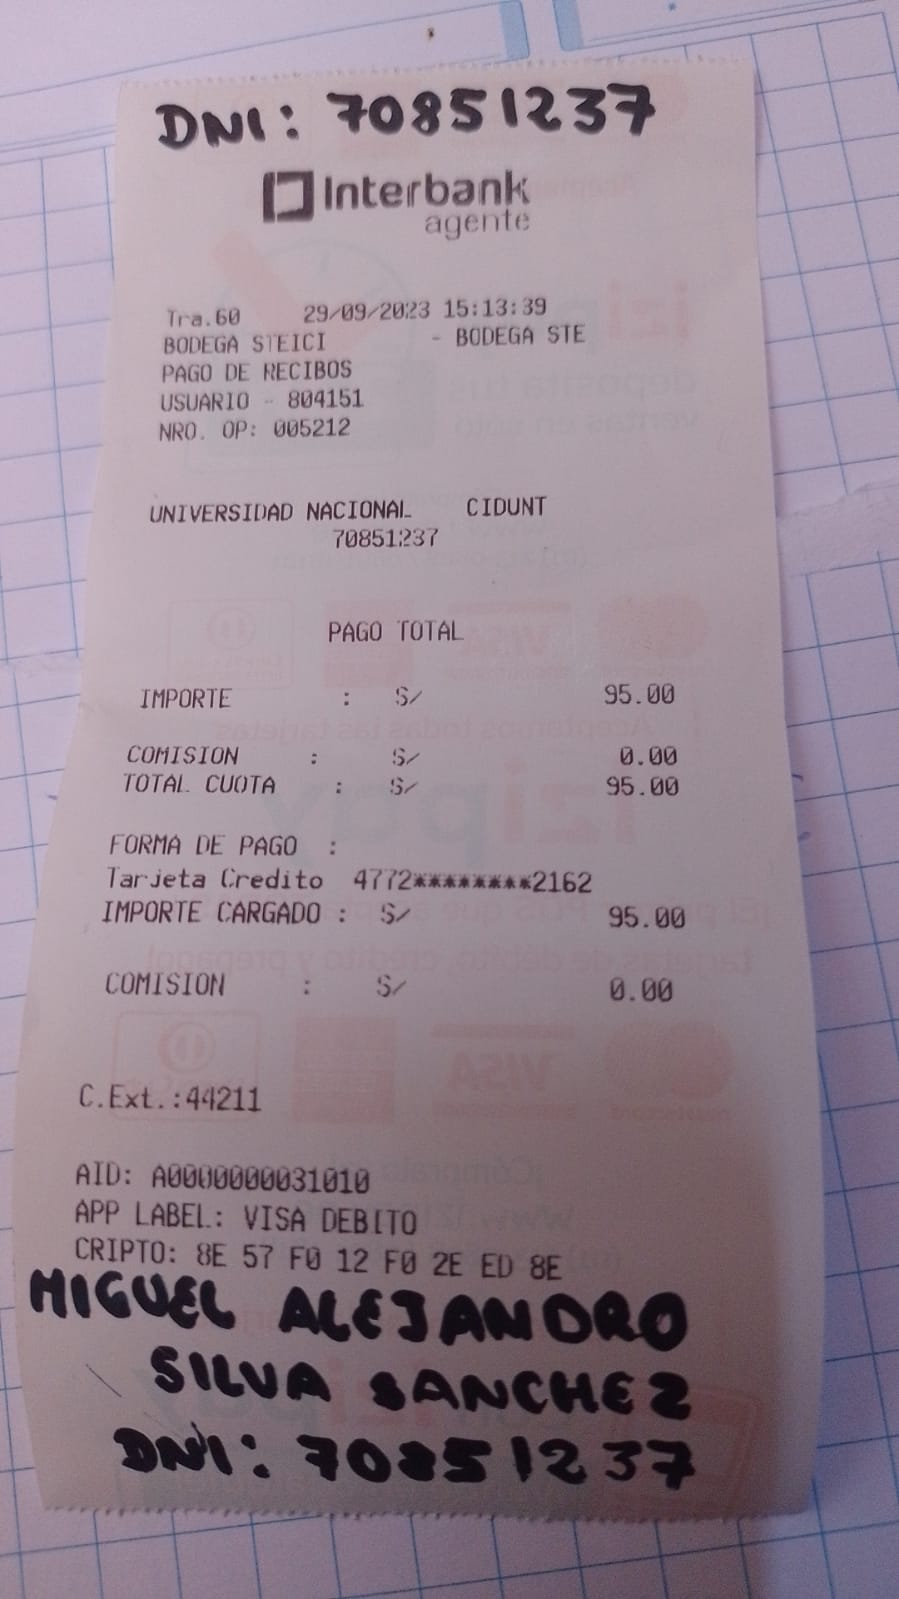 DNI: 70851237
Interbank
agente
Tra.60 29/09/2023 15:13:39
BODEGA STEICI - BODEGA STE
PAGO DE RECIBOS
USUARIO - 804151
NRO. OP: 005212
UNIVERSIDAD NACIONAL CIDUNT
70851237
PAGO TOTAL
IMPORTE : S/ 95.00
COMISION : S/ 0.00
TOTAL CUOTA : S/ 95.00
FORMA DE PAGO :
Tarjeta Credito 4772********2162
IMPORTE CARGADO : S/ 95.00
COMISION : S/ 0.00
C.Ext.:44211
AID: A0000000031010
APP LABEL: VISA DEBITO
CRIPTO: 8E 57 F0 12 F0 2E ED 8E
MIGUEL ALEJANDRO
SILVA SANCHEZ
DNI: 70851237